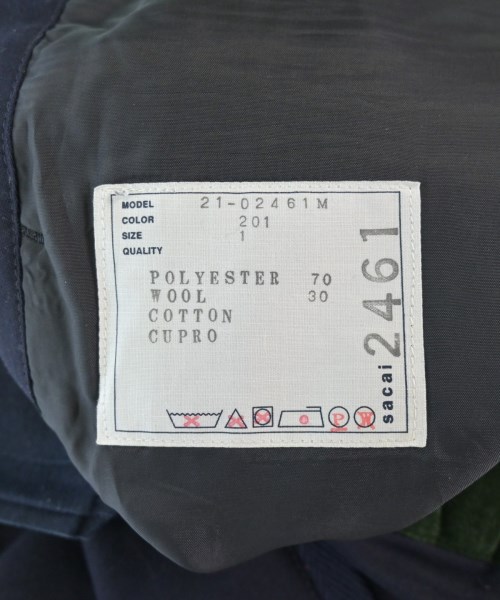 MODEL 21-02461M
COLOR 201
SIZE 1
QUALITY
POLYESTER 70
WOOL 30
COTTON
CUPRO
P W
sacai 2461